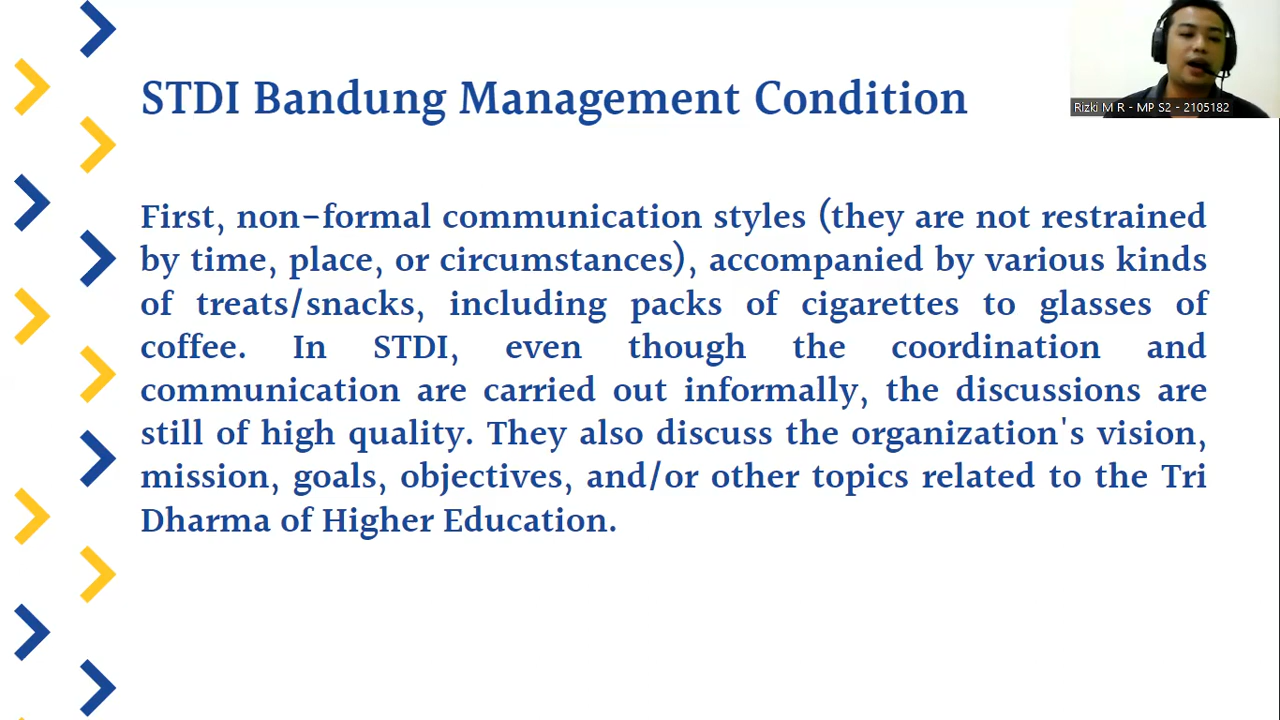 STDI Bandung Management Condition
Rizki M R - MP S2 - 2105182
First, non-formal communication styles (they are not restrained
by time, place, or circumstances), accompanied by various kinds
of treats/snacks, including packs of cigarettes to glasses of
coffee. In STDI, even though the coordination and
communication are carried out informally, the discussions are
still of high quality. They also discuss the organization's vision,
mission, goals, objectives, and/or other topics related to the Tri
Dharma of Higher Education.